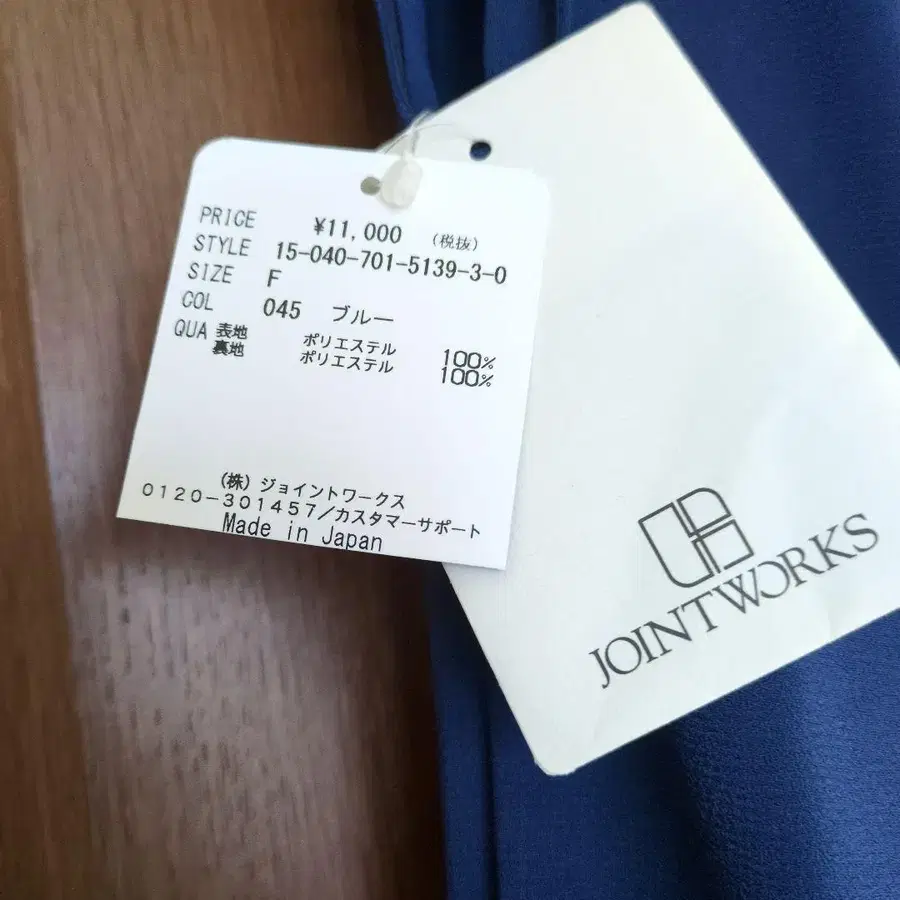 PRICE ¥11,000 (税抜)
STYLE 15-040-701-5139-3-0
SIZE F
COL 045 ブルー
QUA 表地 ポリエステル 100%
裏地 ポリエステル 100%
(株)ジョイントワークス
0120-301457/カスタマーサポート
Made in Japan
JOINTWORKS